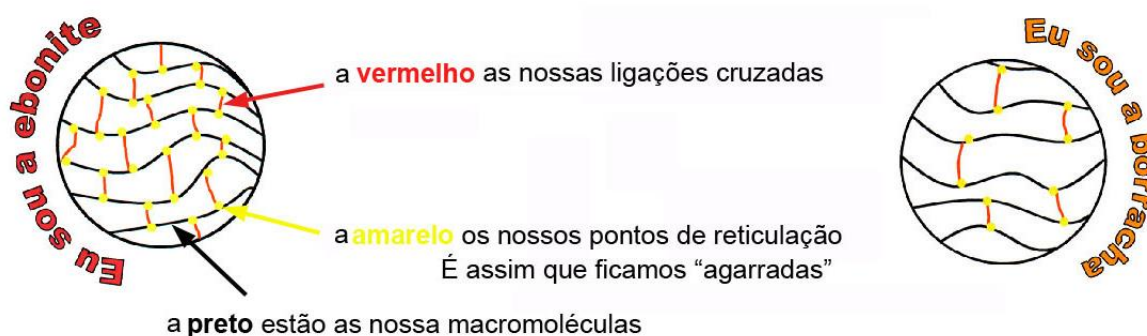 Eu sou a ebonite
a vermelho as nossas ligações cruzadas
Eu sou a borracha
a amarelo os nossos pontos de reticulação
É assim que ficamos “agarradas”
a preto estão as nossa macromoléculas